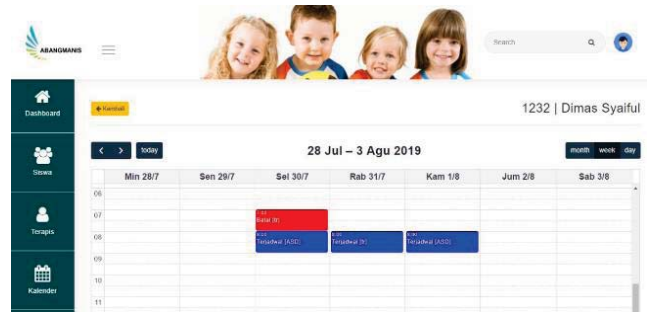 ABANGMANIS
Search
Dashboard
Kembali
1232 | Dimas Syaiful
today
28 Jul – 3 Agu 2019
month week day
Siswa
Min 28/7 Sen 29/7 Sel 30/7 Rab 31/7 Kam 1/8 Jum 2/8 Sab 3/8
06
07
Batal
Terapis
08
8:00
Terjadwal [ASD] Terjadwal Terjadwal [ASD]
09
Kalender
10
11